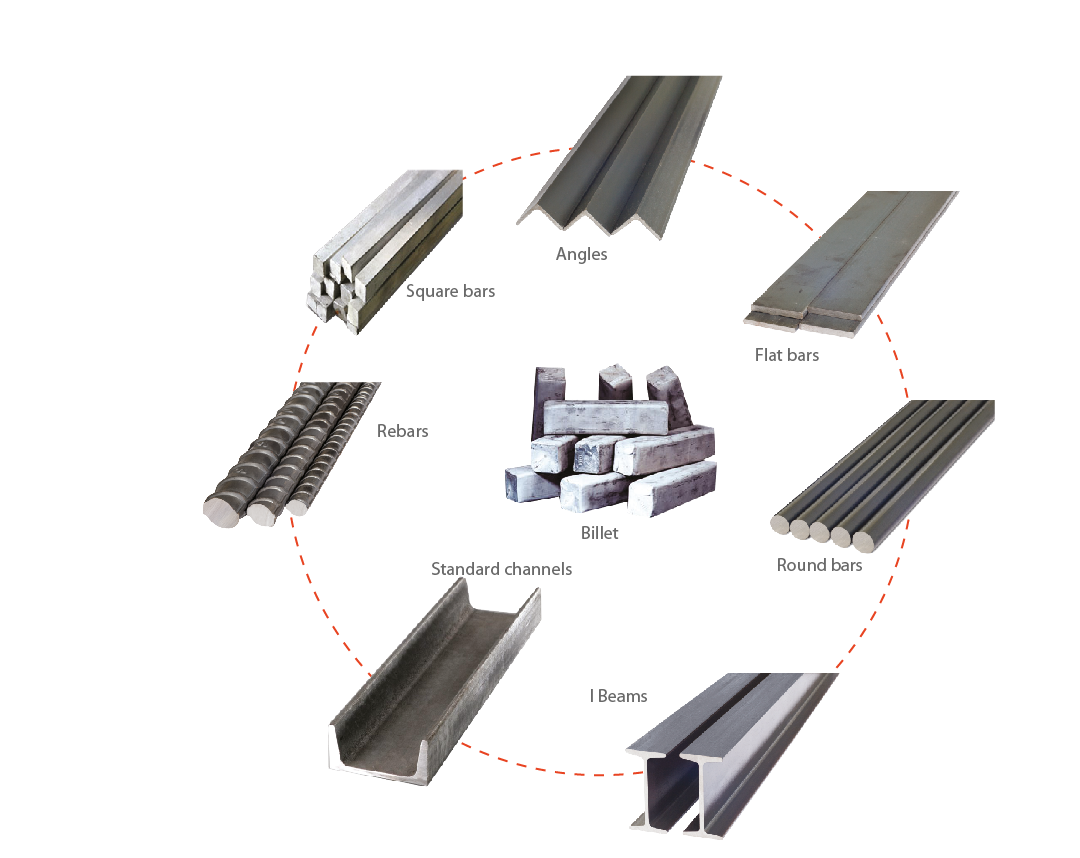 Angles
Square bars
Flat bars
Rebars
Billet
Round bars
Standard channels
I Beams